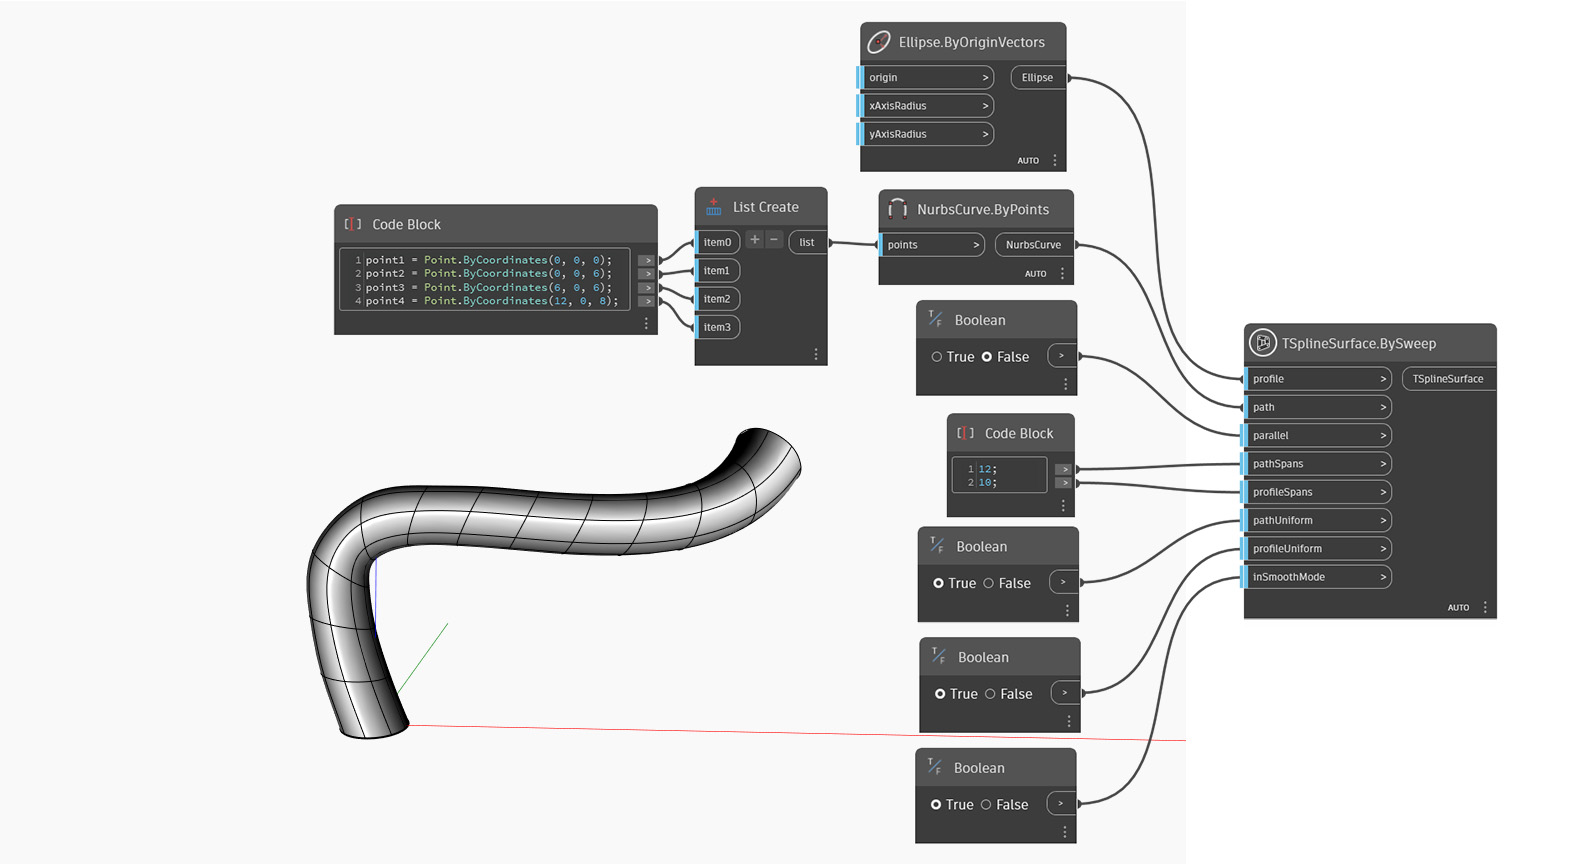 Ellipse.ByOriginVectors
origin >
Ellipse
xAxisRadius >
yAxisRadius >
AUTO
Code Block
1 point1 = Point.ByCoordinates(0, 0, 0);
2 point2 = Point.ByCoordinates(0, 0, 6);
3 point3 = Point.ByCoordinates(6, 0, 6);
4 point4 = Point.ByCoordinates(12, 0, 8);
>
>
>
>
List Create
item0 + - list
item1
item2
item3
NurbsCurve.ByPoints
points > NurbsCurve
AUTO
T/F Boolean
True False >
Code Block
1 12; >
2 10; >
T/F Boolean
True False >
T/F Boolean
True False >
T/F Boolean
True False >
TSplineSurface.BySweep
profile > TSplineSurface
path >
parallel >
pathSpans >
profileSpans >
pathUniform >
profileUniform >
inSmoothMode >
AUTO